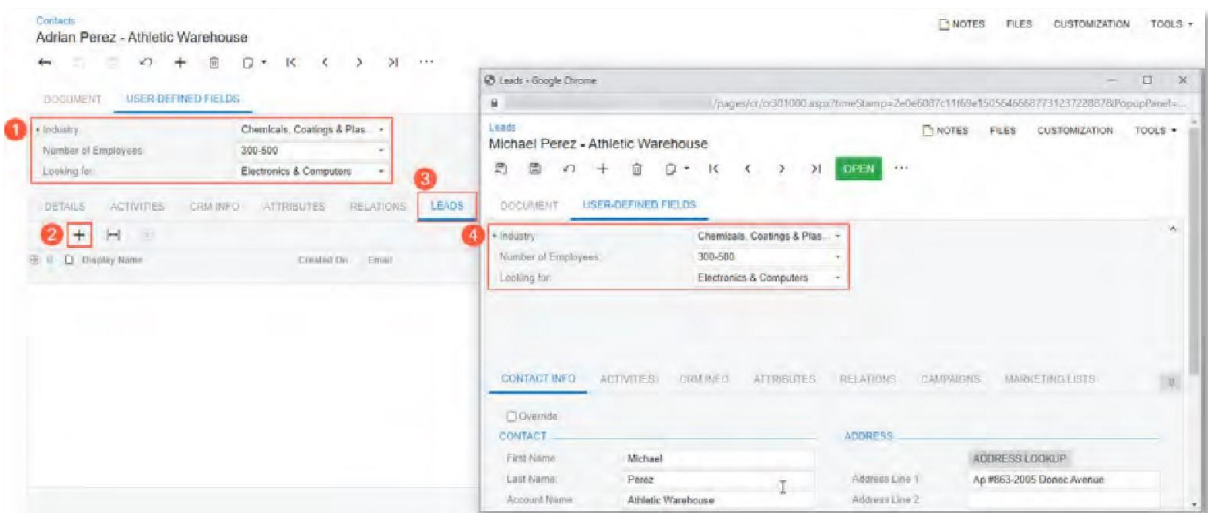 Contacts
Adrian Perez - Athletic Warehouse
NOTES FILES CUSTOMIZATION TOOLS
DOCUMENT USER-DEFINED FIELDS
1
Industry: Chemicals, Coatings & Plas...
Number of Employees: 300-500
Looking for: Electronics & Computers
3
DETAILS ACTIVITIES CRM INFO ATTRIBUTES RELATIONS LEADS
2
Display Name Created On Email
Leads - Google Chrome
Leads
Michael Perez - Athletic Warehouse
NOTES FILES CUSTOMIZATION TOOLS
OPEN
DOCUMENT USER-DEFINED FIELDS
4
Industry: Chemicals, Coatings & Plas...
Number of Employees: 300-500
Looking for: Electronics & Computers
CONTACT INFO ACTIVITIES CRM INFO ATTRIBUTES RELATIONS CAMPAIGNS MARKETING LISTS
Override
CONTACT ADDRESS
First Name: Michael ADDRESS LOOKUP
Last Name: Perez Address Line 1: Ap #863-2005 Donec Avenue
Account Name: Athletic Warehouse Address Line 2: